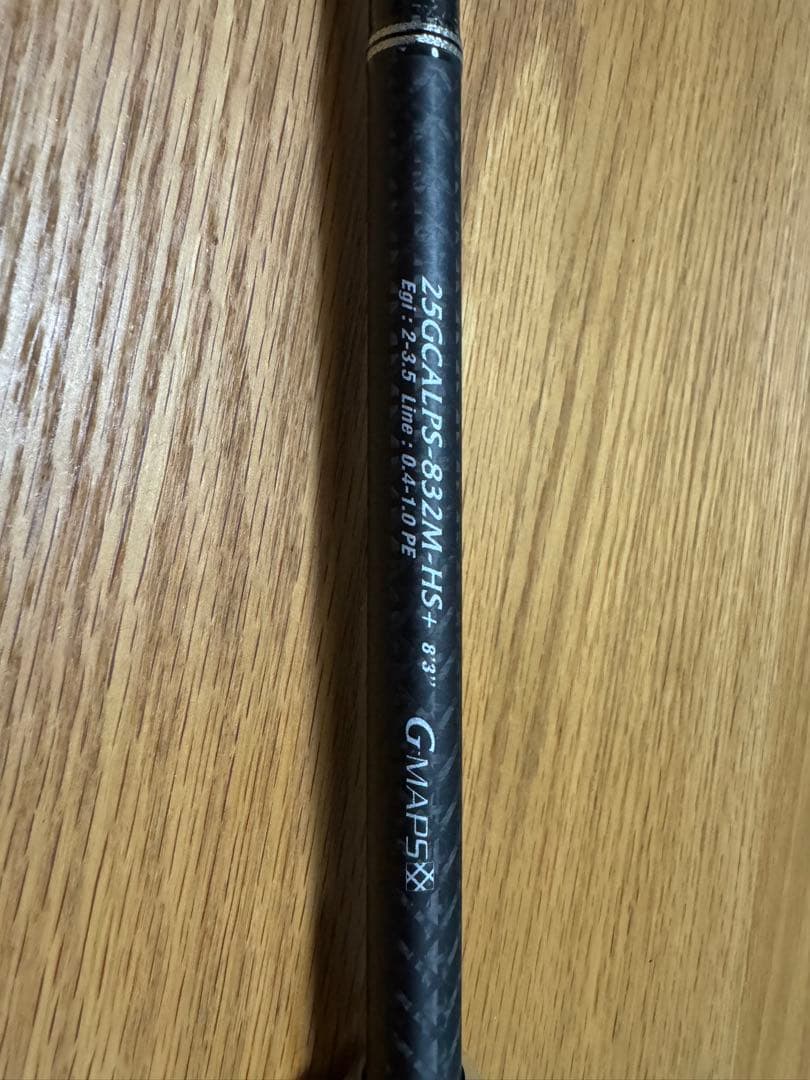 25GCALPS-832M-HS+ 8'3" G-MAPS
Egi : 2-3.5 Line : 0.4-1.0 PE